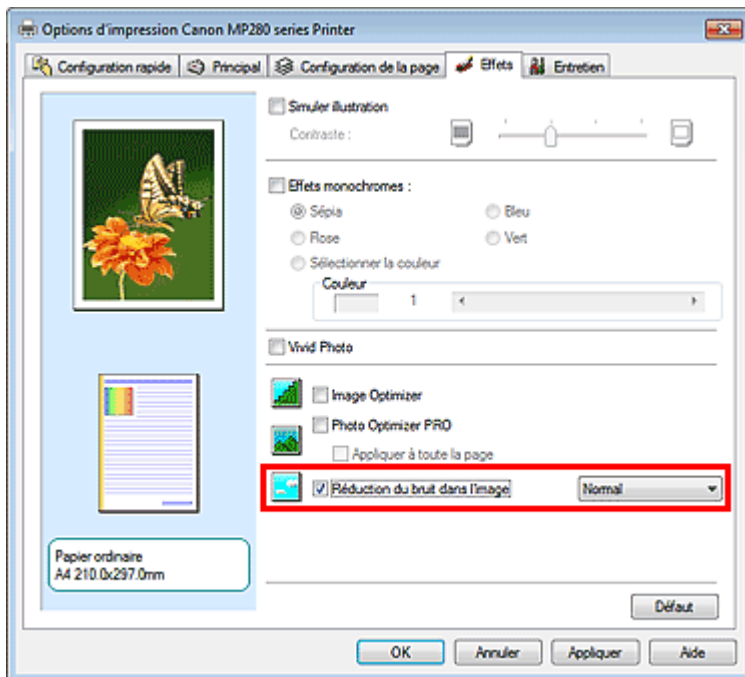 Options d'impression Canon MP280 series Printer
Configuration rapide Principal Configuration de la page Effets Entretien
Simuler illustration
Contraste :
Effets monochromes :
Sépia Bleu
Rose Vert
Sélectionner la couleur
Couleur
1
Vivid Photo
Image Optimizer
Photo Optimizer PRO
Appliquer à toute la page
Réduction du bruit dans l'image Normal
Papier ordinaire
A4 210.0x297.0mm
Défaut
OK Annuler Appliquer Aide